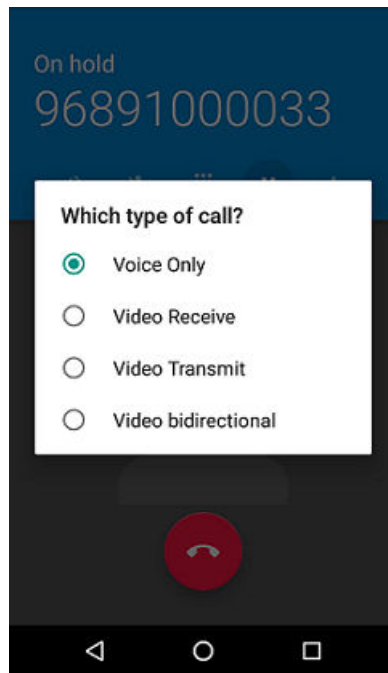 On hold
96891000033
Which type of call?
Voice Only
Video Receive
Video Transmit
Video bidirectional